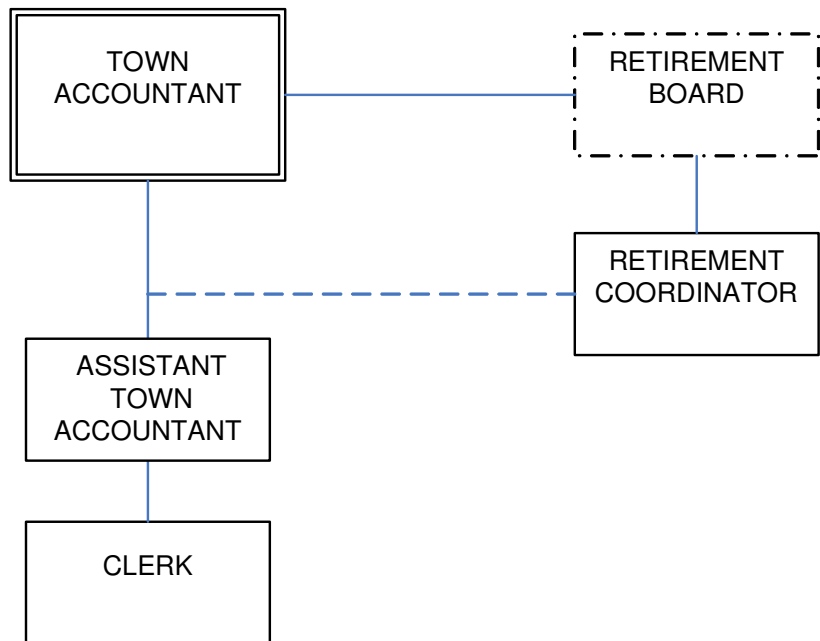 TOWN
ACCOUNTANT
RETIREMENT
BOARD
RETIREMENT
COORDINATOR
ASSISTANT
TOWN
ACCOUNTANT
CLERK